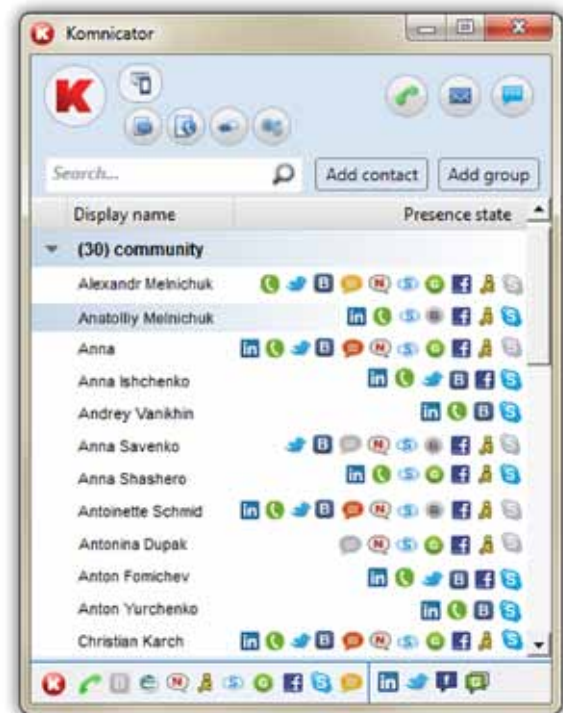 Komnicator
Search...
Add contact
Add group
Display name
Presence state
(30) community
Alexandr Melnichuk
Anatolliy Melnichuk
Anna
Anna Ishchenko
Andrey Vanikhin
Anna Savenko
Anna Shashero
Antoinette Schmid
Antonina Dupak
Anton Fomichev
Anton Yurchenko
Christian Karch